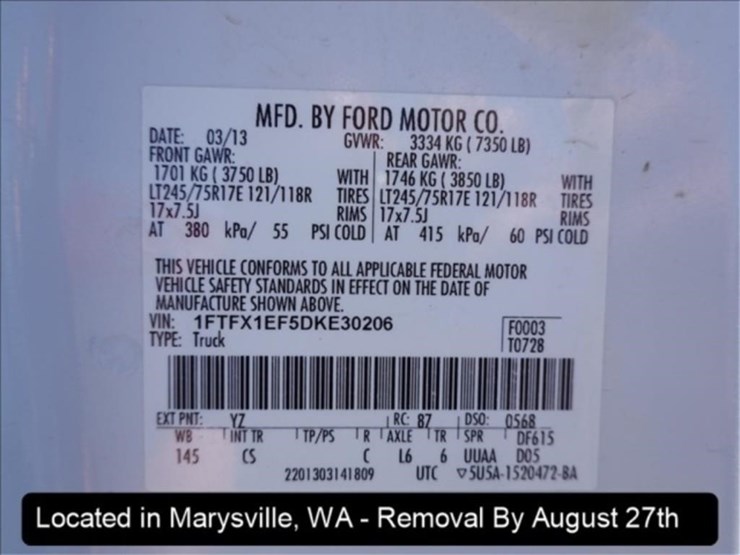 MFD. BY FORD MOTOR CO.
DATE: 03/13 GVWR: 3334 KG ( 7350 LB)
FRONT GAWR: REAR GAWR:
1701 KG ( 3750 LB) WITH 1746 KG ( 3850 LB) WITH
LT245/75R17E 121/118R TIRES LT245/75R17E 121/118R TIRES
17x7.5J RIMS 17x7.5J RIMS
AT 380 kPa/ 55 PSI COLD AT 415 kPa/ 60 PSI COLD
THIS VEHICLE CONFORMS TO ALL APPLICABLE FEDERAL MOTOR
VEHICLE SAFETY STANDARDS IN EFFECT ON THE DATE OF
MANUFACTURE SHOWN ABOVE.
VIN: 1FTFX1EF5DKE30206 F0003
TYPE: Truck T0728
EXT PNT: YZ RC: 87 DSO: 0568
WB INT TR TP/PS R AXLE TR SPR DF615
145 CS C L6 6 UUAA D05
2201303141809 UTC ▽5U5A-1520472-BA
Located in Marysville, WA - Removal By August 27th